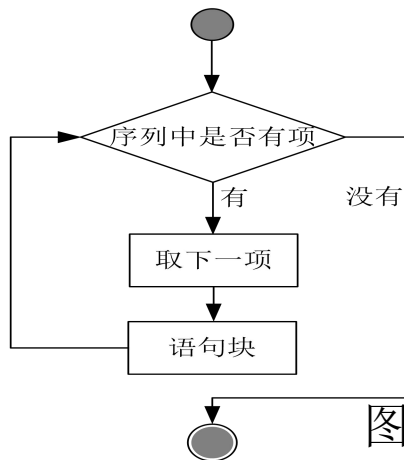 序列中是否有项
有
没有
取下一项
语句块
图